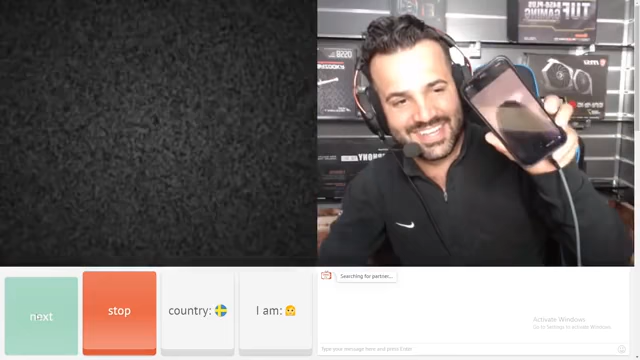 TUF GAMING
next
stop
country:
I am:
Searching for partner...
Activate Windows
Go to Settings to activate Windows.
Type your message here and press Enter